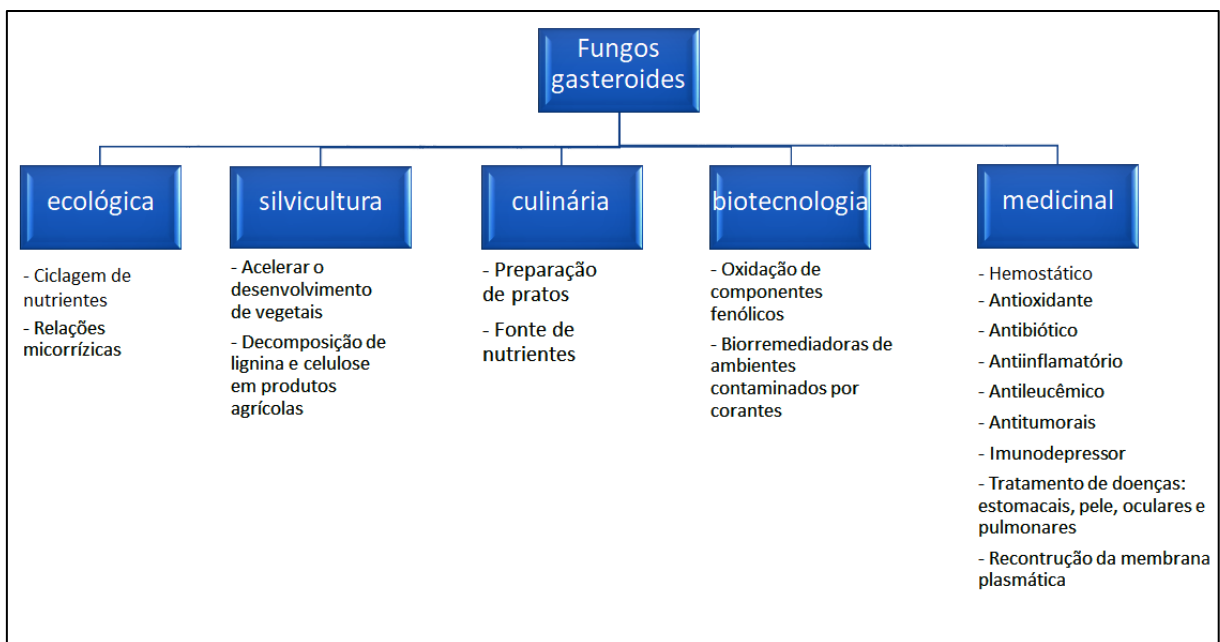 Fungos
gasteroides
ecológica
- Ciclagem de
nutrientes
- Relações
micorrízicas
silvicultura
- Acelerar o
desenvolvimento
de vegetais
- Decomposição de
lignina e celulose
em produtos
agrícolas
culinária
- Preparação
de pratos
- Fonte de
nutrientes
biotecnologia
- Oxidação de
componentes
fenólicos
- Biorremediadoras de
ambientes
contaminados por
corantes
medicinal
- Hemostático
- Antioxidante
- Antibiótico
- Antiinflamatório
- Antileucêmico
- Antitumorais
- Imunodepressor
- Tratamento de doenças:
estomacais, pele, oculares e
pulmonares
- Recontrução da membrana
plasmática